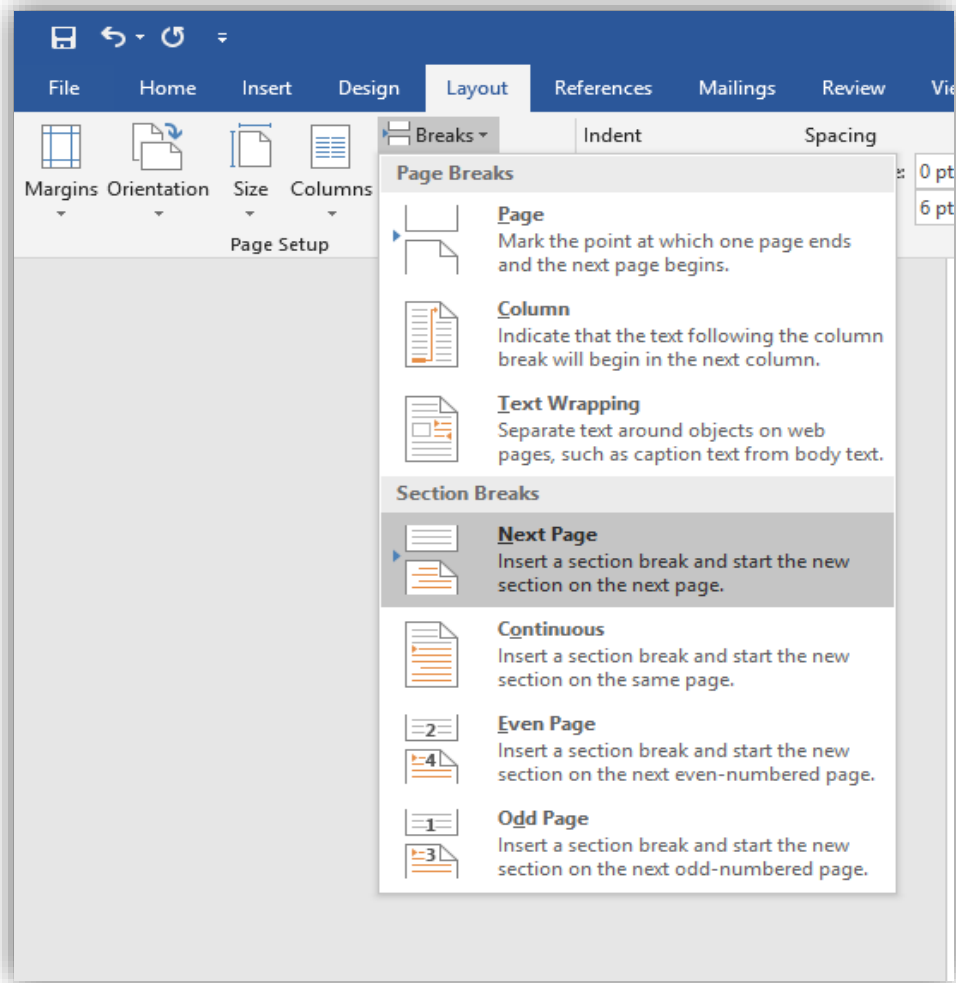 File Home Insert Design Layout References Mailings Review
Breaks Indent Spacing
Margins Orientation Size Columns
Page Setup
0 pt
6 pt
Page Breaks
Page
Mark the point at which one page ends
and the next page begins.
Column
Indicate that the text following the column
break will begin in the next column.
Text Wrapping
Separate text around objects on web
pages, such as caption text from body text.
Section Breaks
Next Page
Insert a section break and start the new
section on the next page.
Continuous
Insert a section break and start the new
section on the same page.
2
4
Even Page
Insert a section break and start the new
section on the next even-numbered page.
1
3
Odd Page
Insert a section break and start the new
section on the next odd-numbered page.